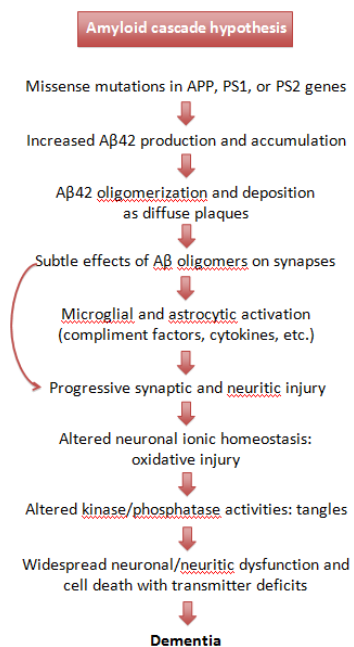 Amyloid cascade hypothesis
Missense mutations in APP, PS1, or PS2 genes
Increased Aβ42 production and accumulation
Aβ42 oligomerization and deposition
as diffuse plaques
Subtle effects of Aβ oligomers on synapses
Microglial and astrocytic activation
(compliment factors, cytokines, etc.)
Progressive synaptic and neuritic injury
Altered neuronal ionic homeostasis:
oxidative injury
Altered kinase/phosphatase activities: tangles
Widespread neuronal/neuritic dysfunction and
cell death with transmitter deficits
Dementia